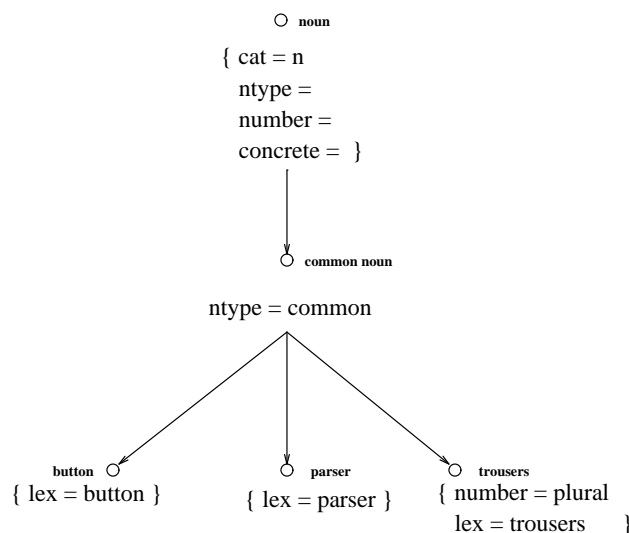 noun
{ cat = n
ntype =
number =
concrete = }
common noun
ntype = common
button
{ lex = button }
parser
{ lex = parser }
trousers
{ number = plural
lex = trousers }